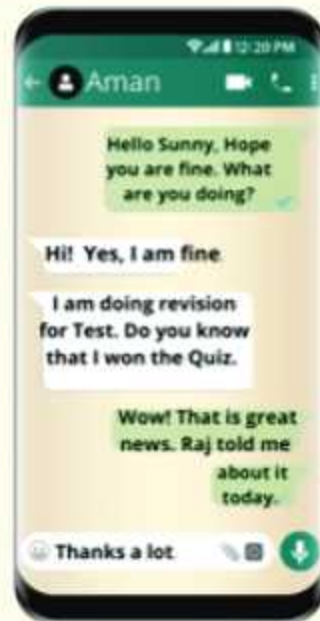 12:20 PM
Aman
Hello Sunny, Hope
you are fine. What
are you doing?
Hi! Yes, I am fine
I am doing revision
for Test. Do you know
that I won the Quiz.
Wow! That is great
news. Raj told me
about it
today.
Thanks a lot